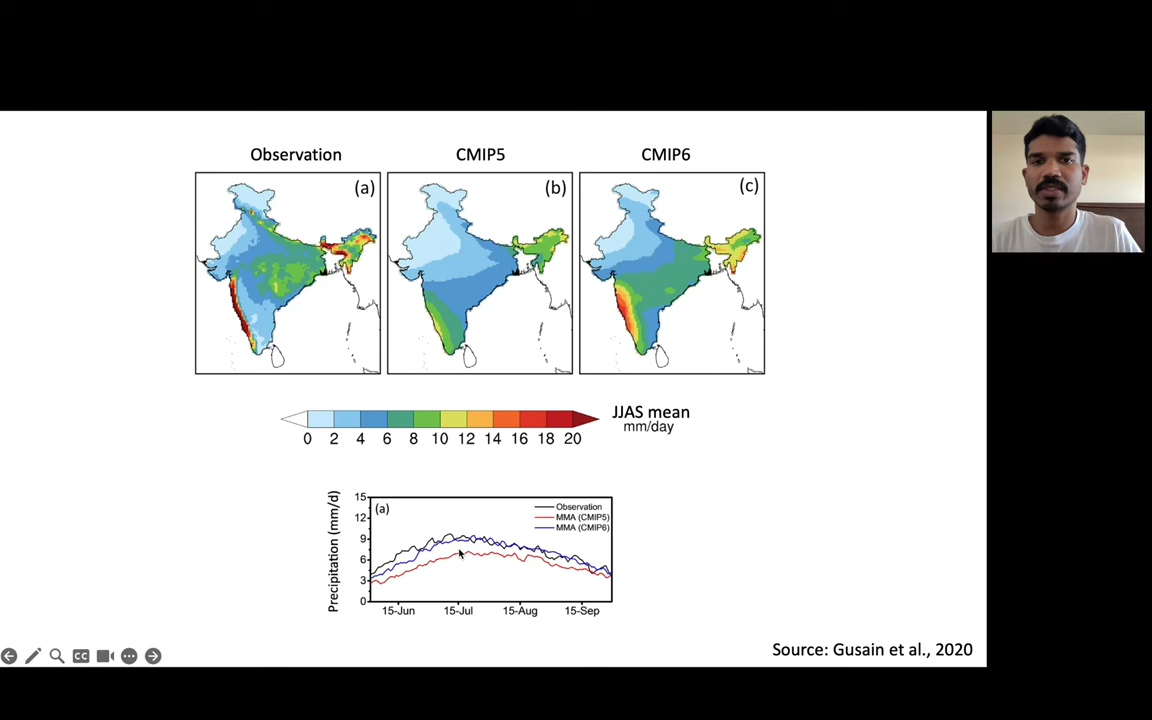 Observation
CMIP5
CMIP6
(a)
(b)
(c)
0 2 4 6 8 10 12 14 16 18 20
JJAS mean
mm/day
Precipitation (mm/d)
15
12
9
6
3
0
(a)
Observation
MMA (CMIP5)
MMA (CMIP6)
15-Jun 15-Jul 15-Aug 15-Sep
Source: Gusain et al., 2020
CC